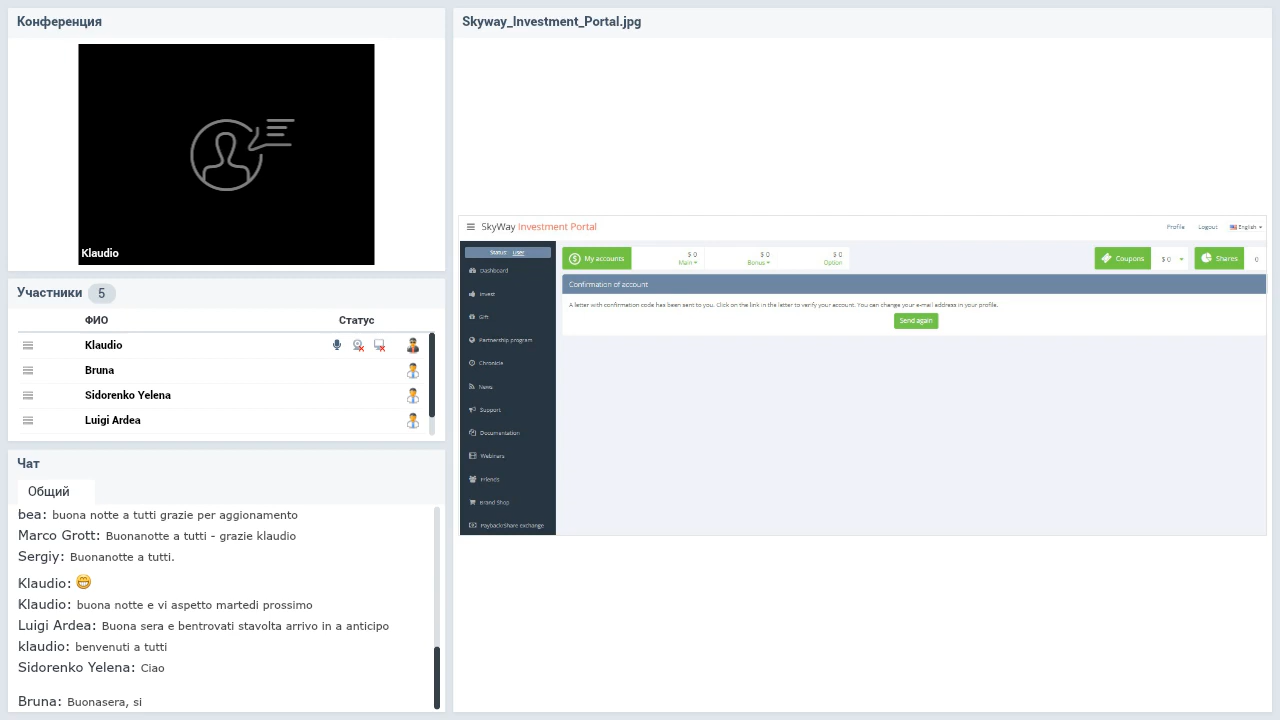 Конференция
Klaudio
Участники 5
ФИО Статус
Klaudio
Bruna
Sidorenko Yelena
Luigi Ardea
Чат
Общий
bea: buona notte a tutti grazie per aggionamento
Marco Grott: Buonanotte a tutti - grazie klaudio
Sergiy: Buonanotte a tutti.
Klaudio:
Klaudio: buona notte e vi aspetto martedi prossimo
Luigi Ardea: Buona sera e bentrovati stavolta arrivo in a anticipo
klaudio: benvenuti a tutti
Sidorenko Yelena: Ciao
Bruna: Buonasera, si
Skyway_Investment_Portal.jpg
SkyWay Investment Portal
Profile Logout English
Status: User
Dashboard
Invest
Gift
Partnership program
Chronicle
News
Support
Documentation
Webinars
Friends
Brand Shop
Payback/Share exchange
My accounts
$ 0
Main
$ 0
Bonus
$ 0
Option
Coupons $ 0
Shares 0
Confirmation of account
A letter with confirmation code has been sent to you. Click on the link in the letter to verify your account. You can change your e-mail address in your profile.
Send again